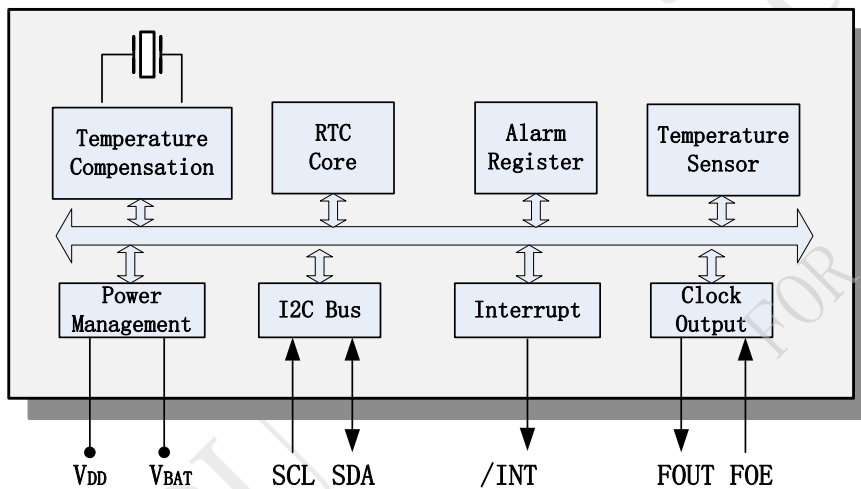 Temperature
Compensation
RTC
Core
Alarm
Register
Temperature
Sensor
Power
Management
I2C Bus
Interrupt
Clock
Output
FOR
VDD
VBAT
SCL SDA
/INT
FOUT FOE